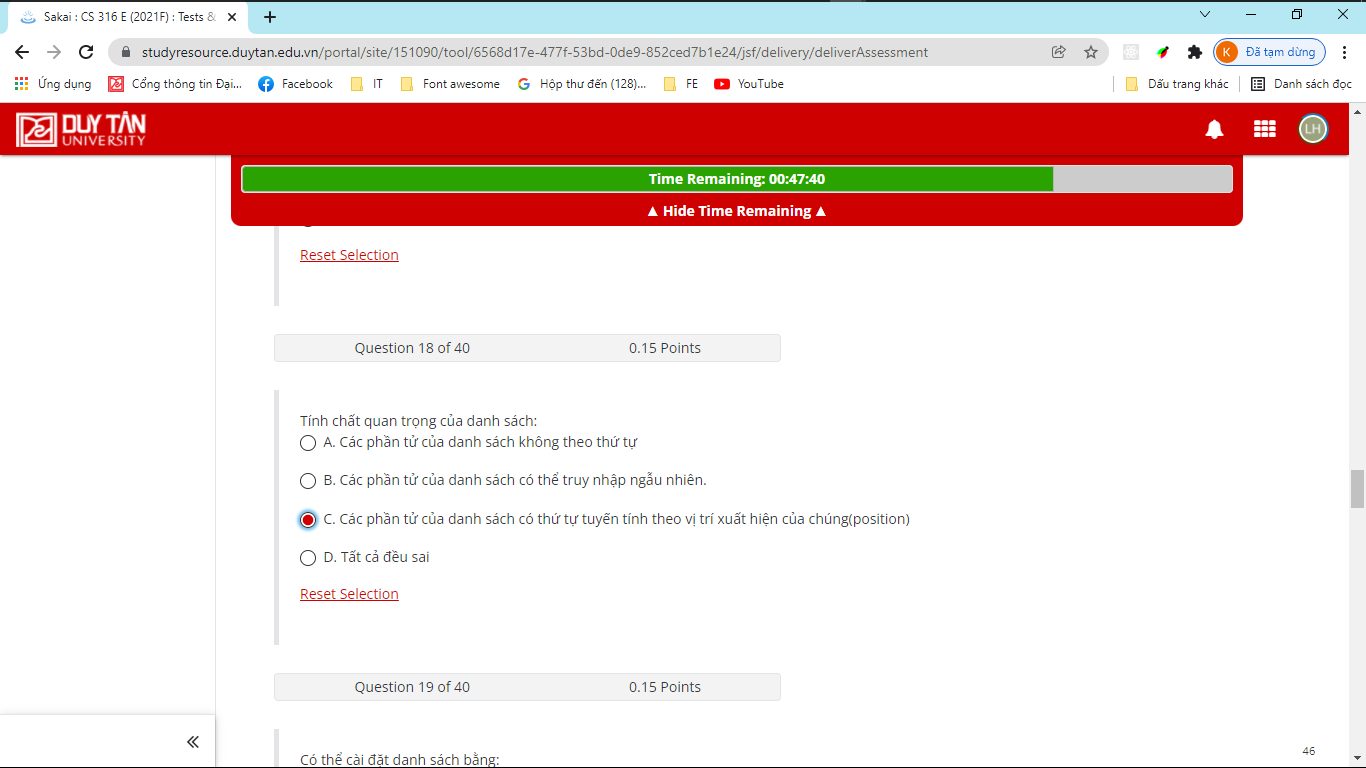 Sakai : CS 316 E (2021F) : Tests &
studyresource.duytan.edu.vn/portal/site/151090/tool/6568d17e-477f-53bd-0de9-852ced7b1e24/jsf/delivery/deliverAssessment
K Đã tạm dừng
Ứng dụng Cổng thông tin Đại... Facebook IT Font awesome Hộp thư đến (128)... FE YouTube Dấu trang khác Danh sách đọc
DUY TÂN
UNIVERSITY
LH
Time Remaining: 00:47:40
▲ Hide Time Remaining ▲
Reset Selection
Question 18 of 40 0.15 Points
Tính chất quan trọng của danh sách:
A. Các phần tử của danh sách không theo thứ tự
B. Các phần tử của danh sách có thể truy nhập ngẫu nhiên.
C. Các phần tử của danh sách có thứ tự tuyến tính theo vị trí xuất hiện của chúng(position)
D. Tất cả đều sai
Reset Selection
Question 19 of 40 0.15 Points
Có thể cài đặt danh sách bằng:
46